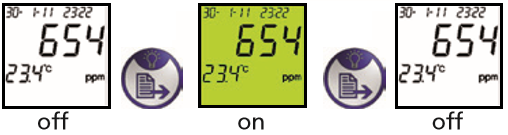 30- 1-11 23:22
654
23.4°C ppm
off
30- 1-11 23:22
654
23.4°C ppm
on
30- 1-11 23:22
654
23.4°C ppm
off